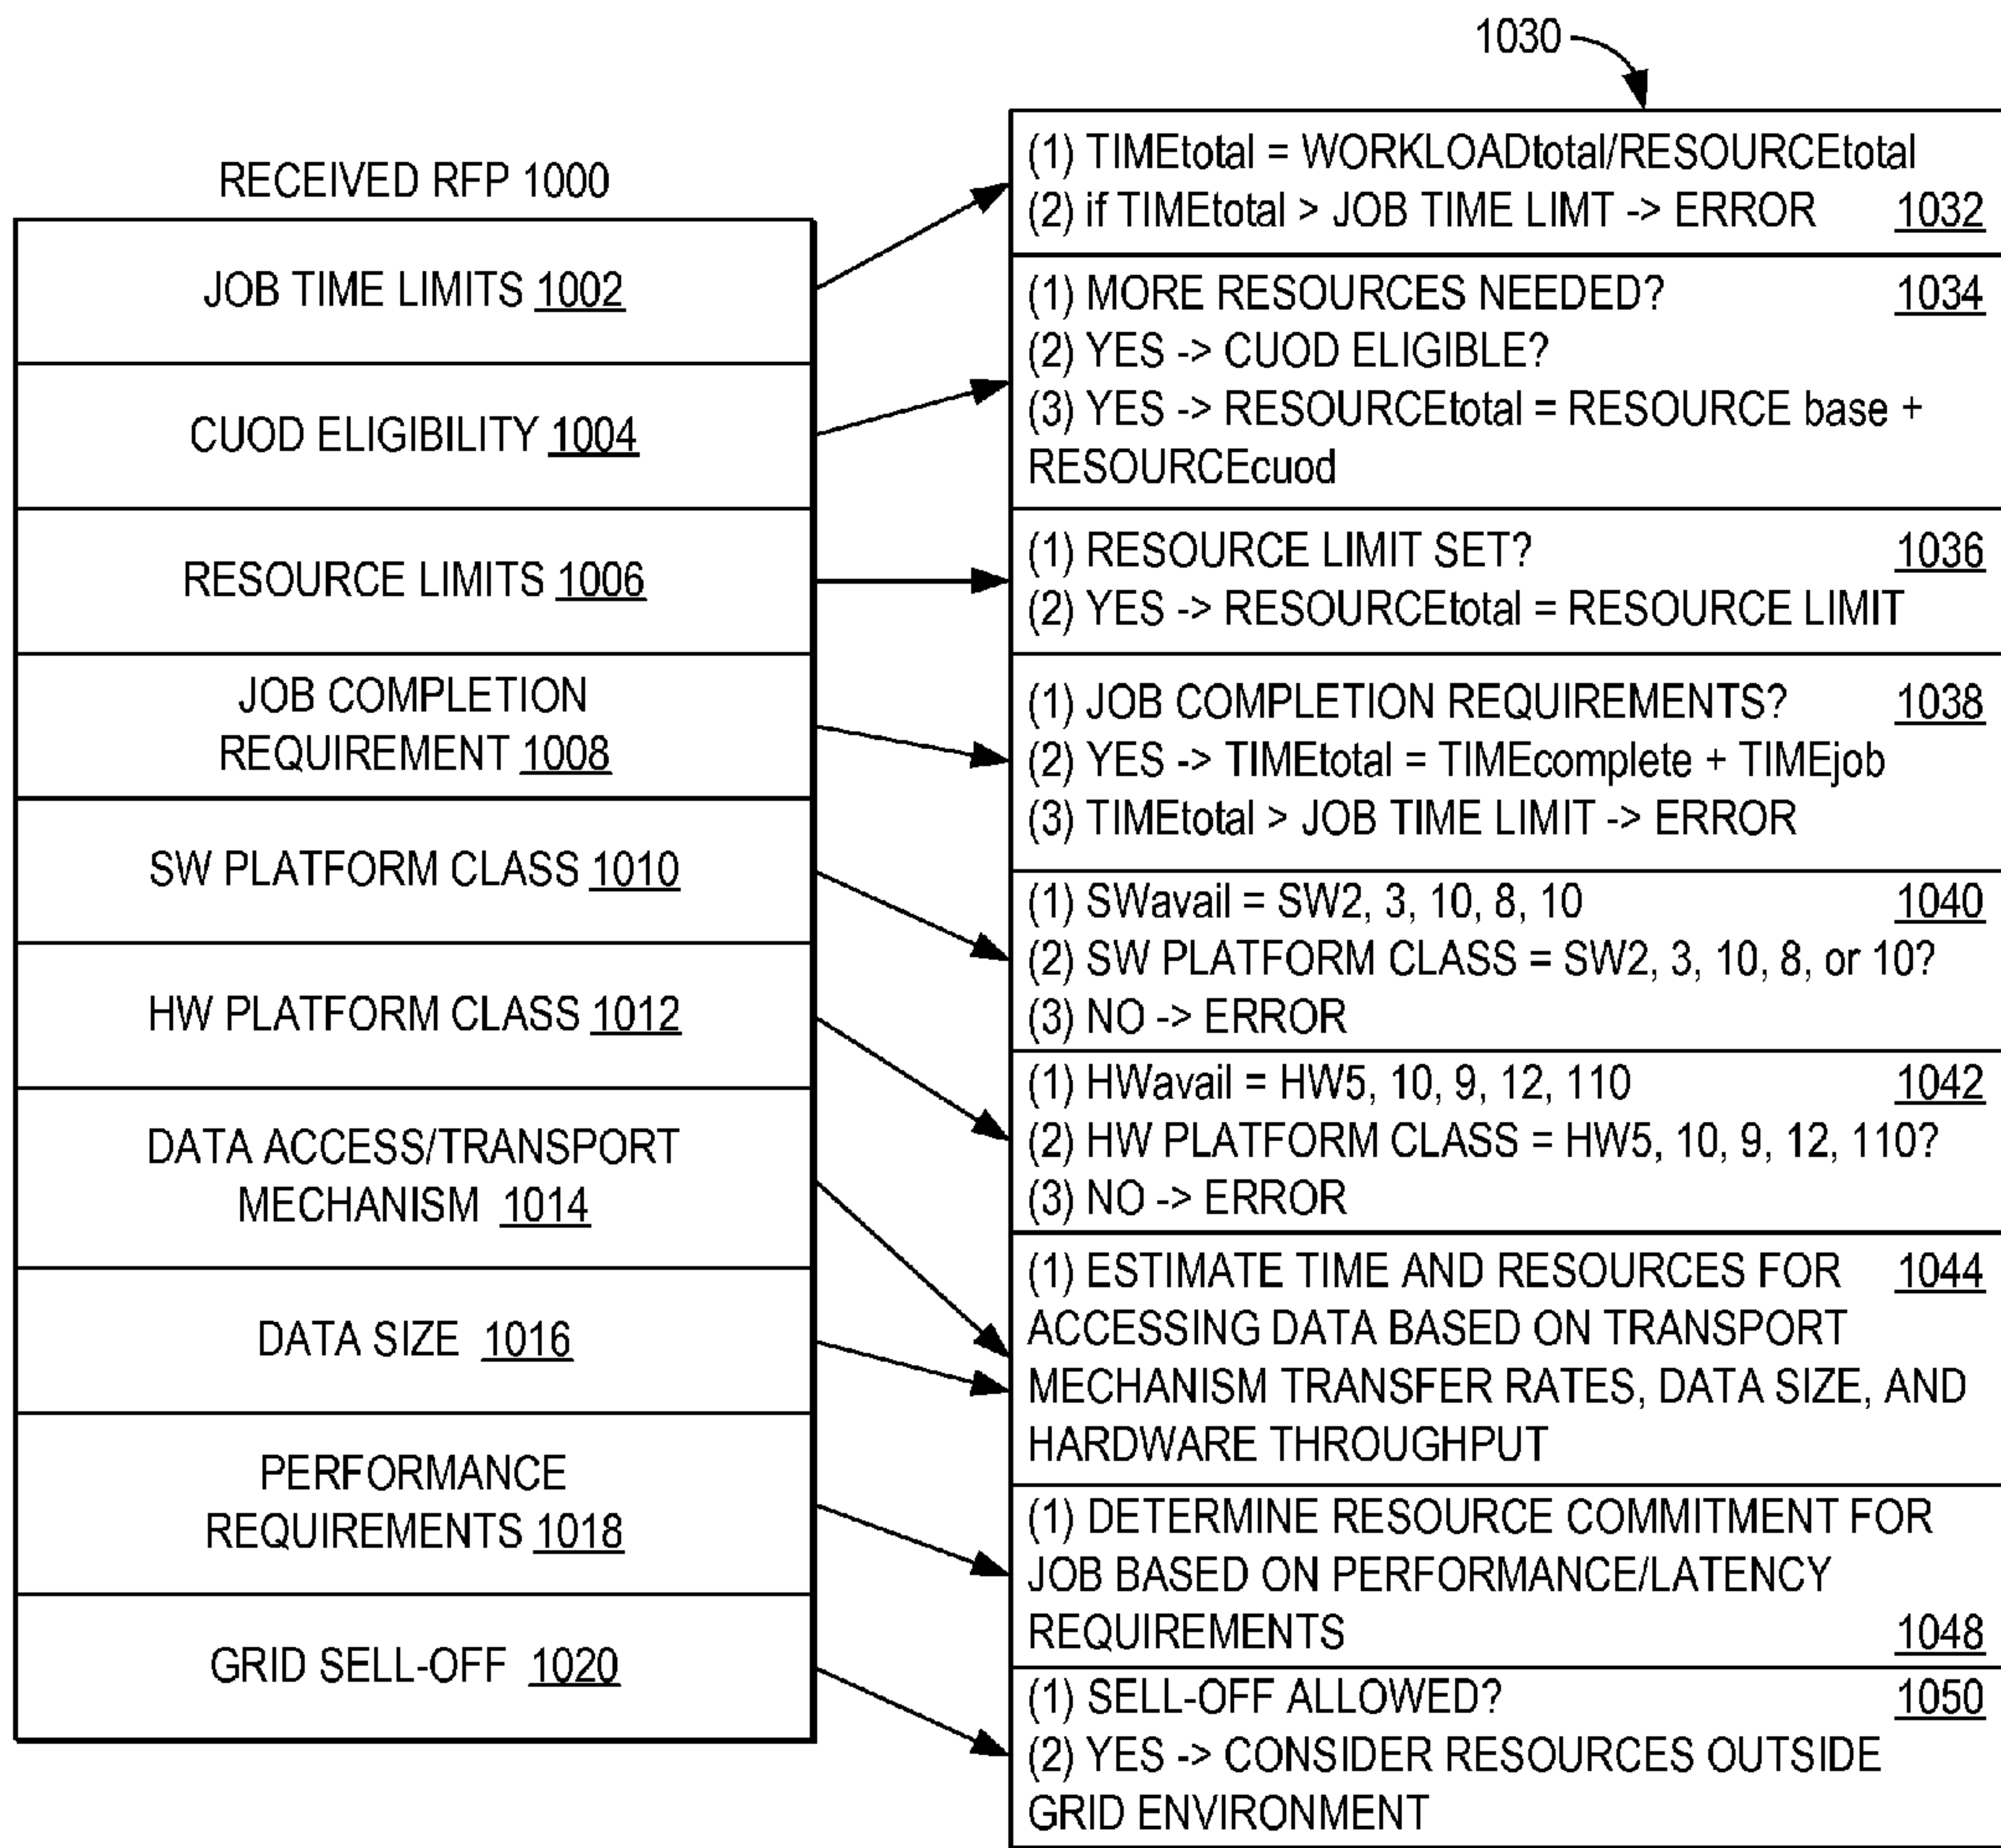 1030
RECEIVED RFP 1000
JOB TIME LIMITS 1002
CUOD ELIGIBILITY 1004
RESOURCE LIMITS 1006
JOB COMPLETION
REQUIREMENT 1008
SW PLATFORM CLASS 1010
HW PLATFORM CLASS 1012
DATA ACCESS/TRANSPORT
MECHANISM 1014
DATA SIZE 1016
PERFORMANCE
REQUIREMENTS 1018
GRID SELL-OFF 1020
(1) TIMEtotal = WORKLOADtotal/RESOURCEtotal
(2) if TIMEtotal > JOB TIME LIMT -> ERROR 1032
(1) MORE RESOURCES NEEDED? 1034
(2) YES -> CUOD ELIGIBLE?
(3) YES -> RESOURCEtotal = RESOURCE base +
RESOURCEcuod
(1) RESOURCE LIMIT SET? 1036
(2) YES -> RESOURCEtotal = RESOURCE LIMIT
(1) JOB COMPLETION REQUIREMENTS? 1038
(2) YES -> TIMEtotal = TIMEcomplete + TIMEjob
(3) TIMEtotal > JOB TIME LIMIT -> ERROR
(1) SWavail = SW2, 3, 10, 8, 10 1040
(2) SW PLATFORM CLASS = SW2, 3, 10, 8, or 10?
(3) NO -> ERROR
(1) HWavail = HW5, 10, 9, 12, 110 1042
(2) HW PLATFORM CLASS = HW5, 10, 9, 12, 110?
(3) NO -> ERROR
(1) ESTIMATE TIME AND RESOURCES FOR 1044
ACCESSING DATA BASED ON TRANSPORT
MECHANISM TRANSFER RATES, DATA SIZE, AND
HARDWARE THROUGHPUT
(1) DETERMINE RESOURCE COMMITMENT FOR
JOB BASED ON PERFORMANCE/LATENCY
REQUIREMENTS 1048
(1) SELL-OFF ALLOWED? 1050
(2) YES -> CONSIDER RESOURCES OUTSIDE
GRID ENVIRONMENT